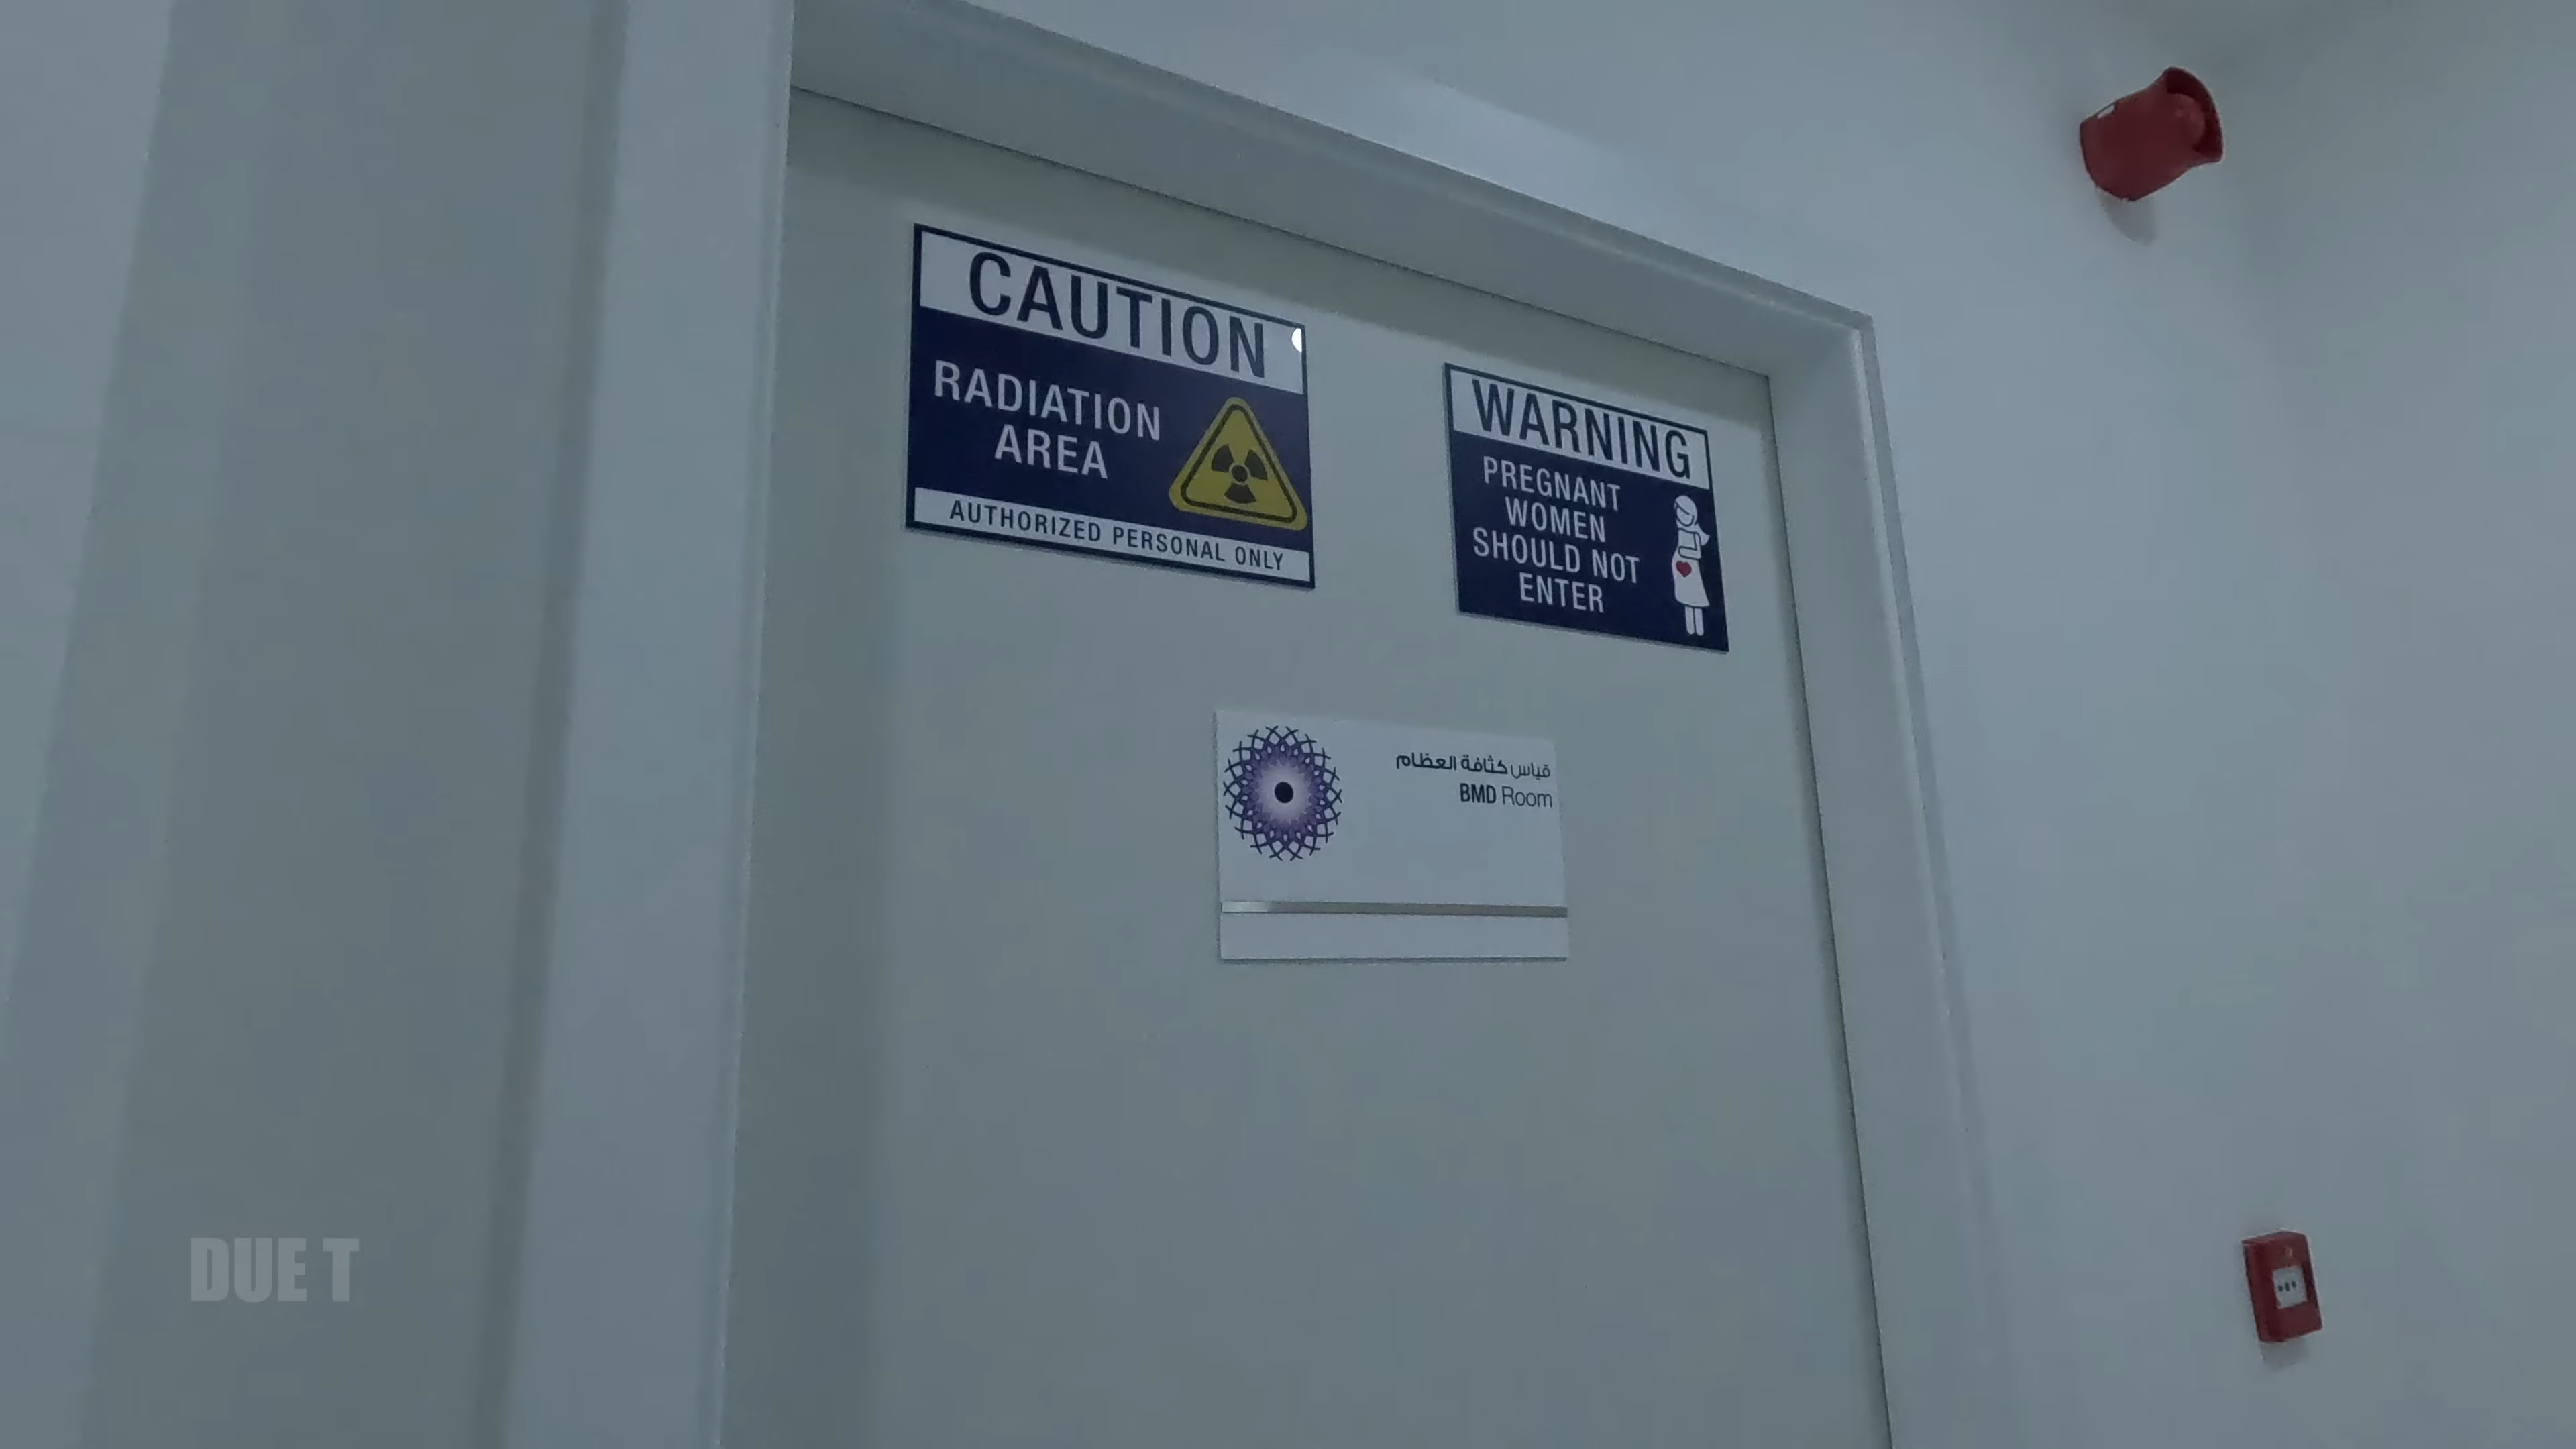 CAUTION
RADIATION
AREA
AUTHORIZED PERSONAL ONLY
WARNING
PREGNANT
WOMEN
SHOULD NOT
ENTER
قياس كثافة العظام
BMD Room
DUE T